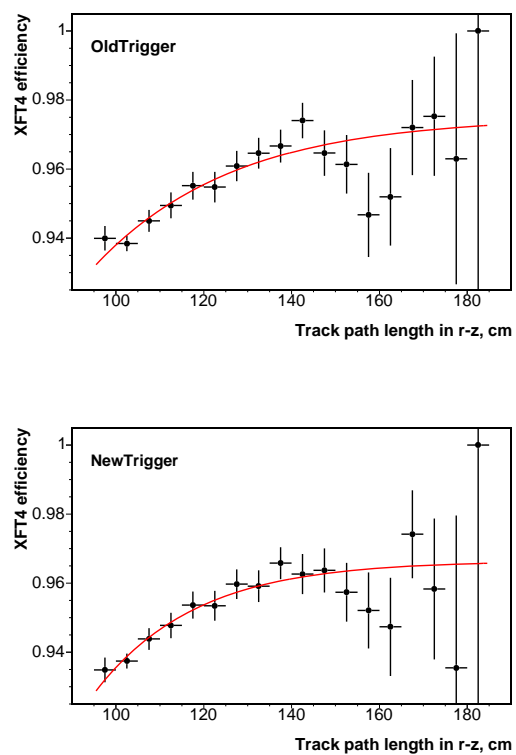 XFT4 efficiency
OldTrigger
1
0.98
0.96
0.94
100 120 140 160 180
Track path length in r-z, cm
XFT4 efficiency
NewTrigger
1
0.98
0.96
0.94
100 120 140 160 180
Track path length in r-z, cm